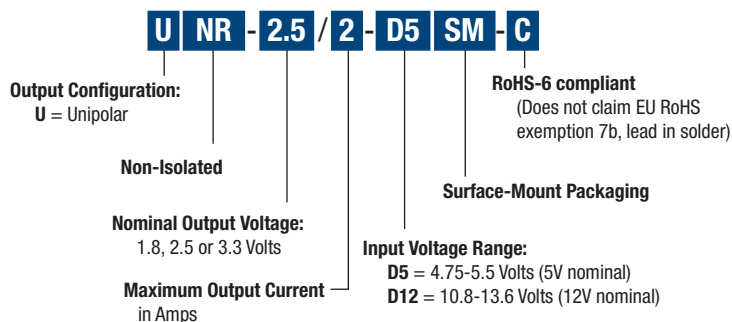 U NR - 2.5 / 2 - D5 SM - C
Output Configuration:
U = Unipolar
RoHS-6 compliant
(Does not claim EU RoHS
exemption 7b, lead in solder)
Non-Isolated
Surface-Mount Packaging
Nominal Output Voltage:
1.8, 2.5 or 3.3 Volts
Input Voltage Range:
D5 = 4.75-5.5 Volts (5V nominal)
D12 = 10.8-13.6 Volts (12V nominal)
Maximum Output Current
in Amps